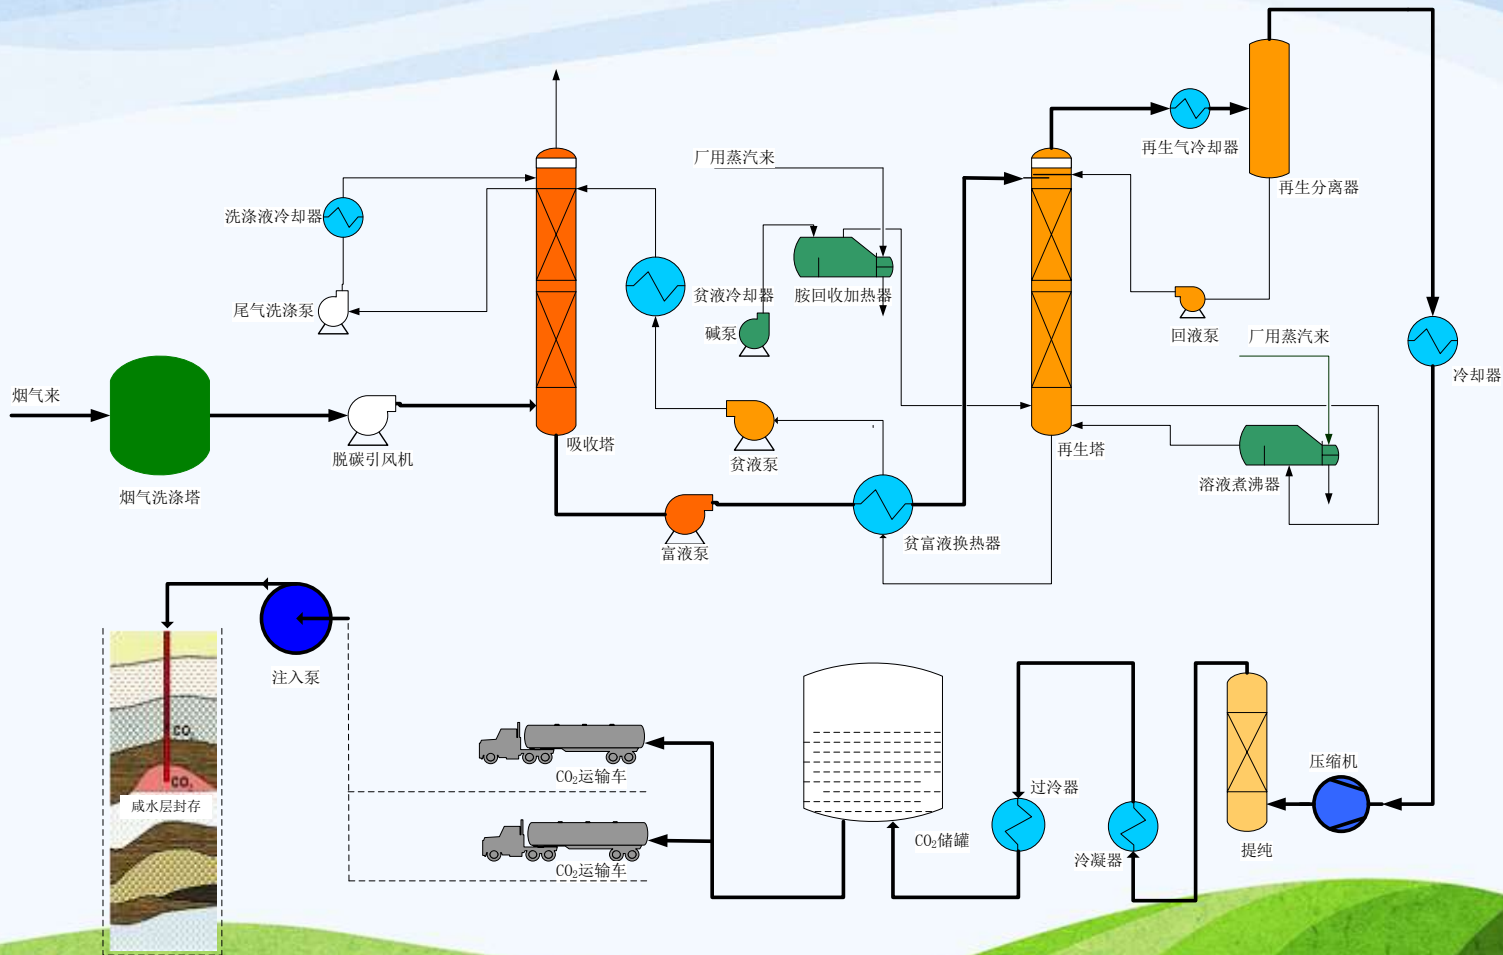 厂用蒸汽来
再生气冷却器
再生分离器
洗涤液冷却器
尾气洗涤泵
贫液冷却器
胺回收加热器
碱泵
回液泵
厂用蒸汽来
冷却器
烟气来
吸收塔
再生塔
脱碳引风机
贫液泵
溶液煮沸器
烟气洗涤塔
富液泵
贫富液换热器
注入泵
CO₂
CO₂
咸水层封存
CO₂运输车
CO₂运输车
过冷器
CO₂储罐
冷凝器
压缩机
提纯